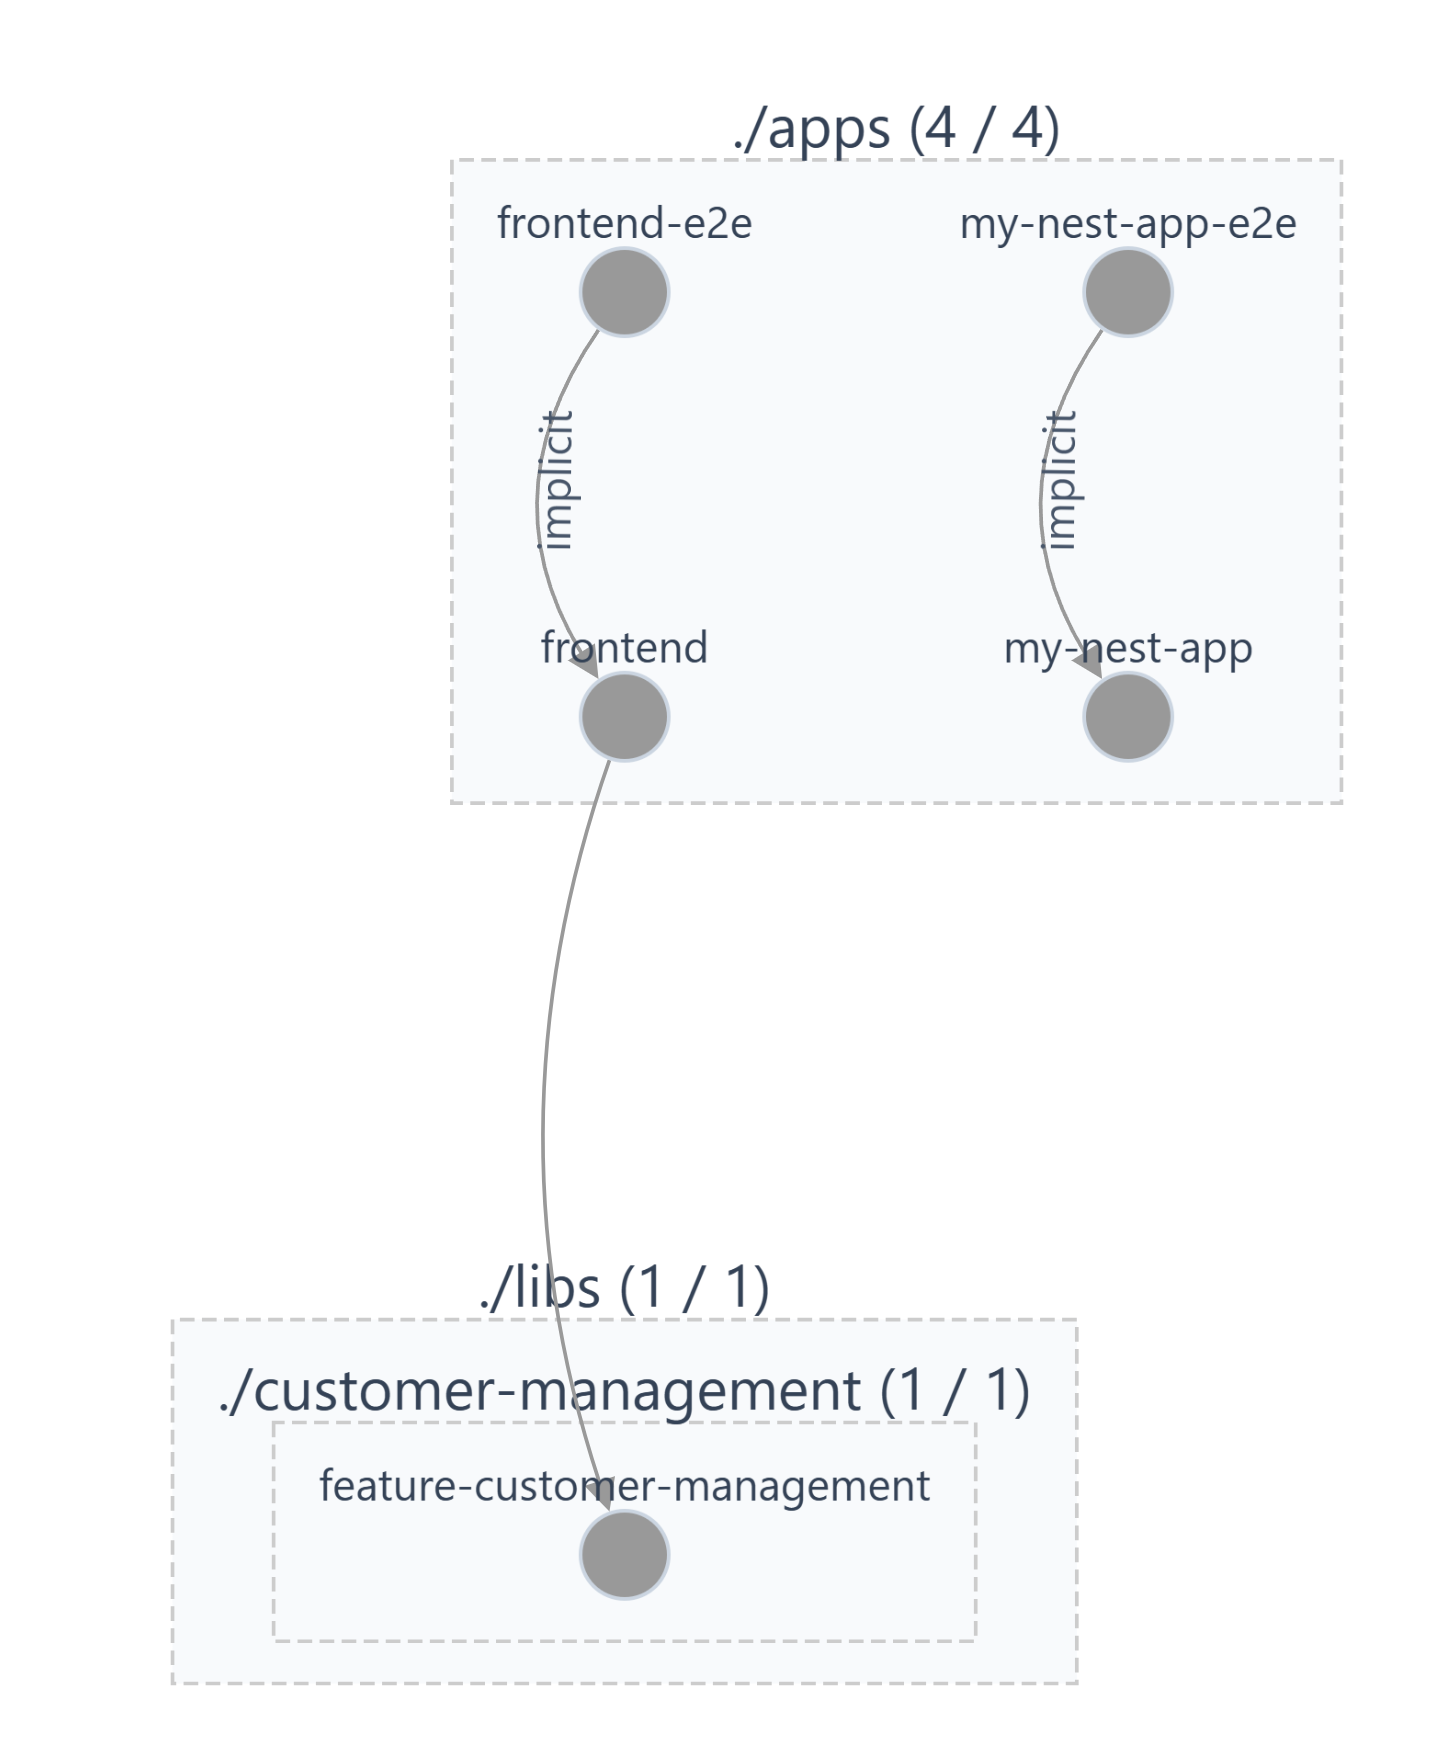 ./apps (4 / 4)
frontend-e2e
my-nest-app-e2e
implicit
implicit
frontend
my-nest-app
./libs (1 / 1)
./customer-management (1 / 1)
feature-customer-management